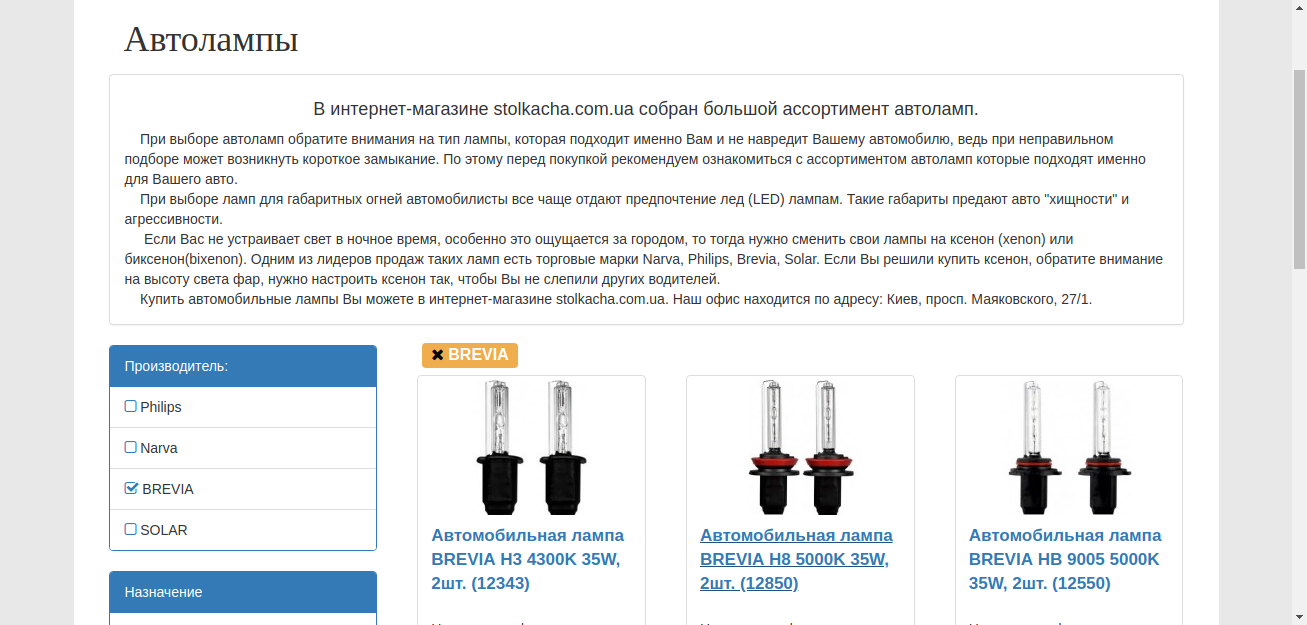 Автолампы
В интернет-магазине stolkacha.com.ua собран большой ассортимент автоламп.
При выборе автоламп обратите внимания на тип лампы, которая подходит именно Вам и не навредит Вашему автомобилю, ведь при неправильном
подборе может возникнуть короткое замыкание. По этому перед покупкой рекомендуем ознакомиться с ассортиментом автоламп которые подходят именно
для Вашего авто.
При выборе ламп для габаритных огней автомобилисты все чаще отдают предпочтение лед (LED) лампам. Такие габариты предают авто "хищности" и
агрессивности.
Если Вас не устраивает свет в ночное время, особенно это ощущается за городом, то тогда нужно сменить свои лампы на ксенон (xenon) или
биксенон(bixenon). Одним из лидеров продаж таких ламп есть торговые марки Narva, Philips, Brevia, Solar. Если Вы решили купить ксенон, обратите внимание
на высоту света фар, нужно настроить ксенон так, чтобы Вы не слепили других водителей.
Купить автомобильные лампы Вы можете в интернет-магазине stolkacha.com.ua. Наш офис находится по адресу: Киев, просп. Маяковского, 27/1.
Производитель:
Philips
Narva
BREVIA
SOLAR
Назначение
BREVIA
Автомобильная лампа
BREVIA H3 4300K 35W,
2шт. (12343)
Автомобильная лампа
BREVIA H8 5000K 35W,
2шт. (12850)
Автомобильная лампа
BREVIA HB 9005 5000K
35W, 2шт. (12550)